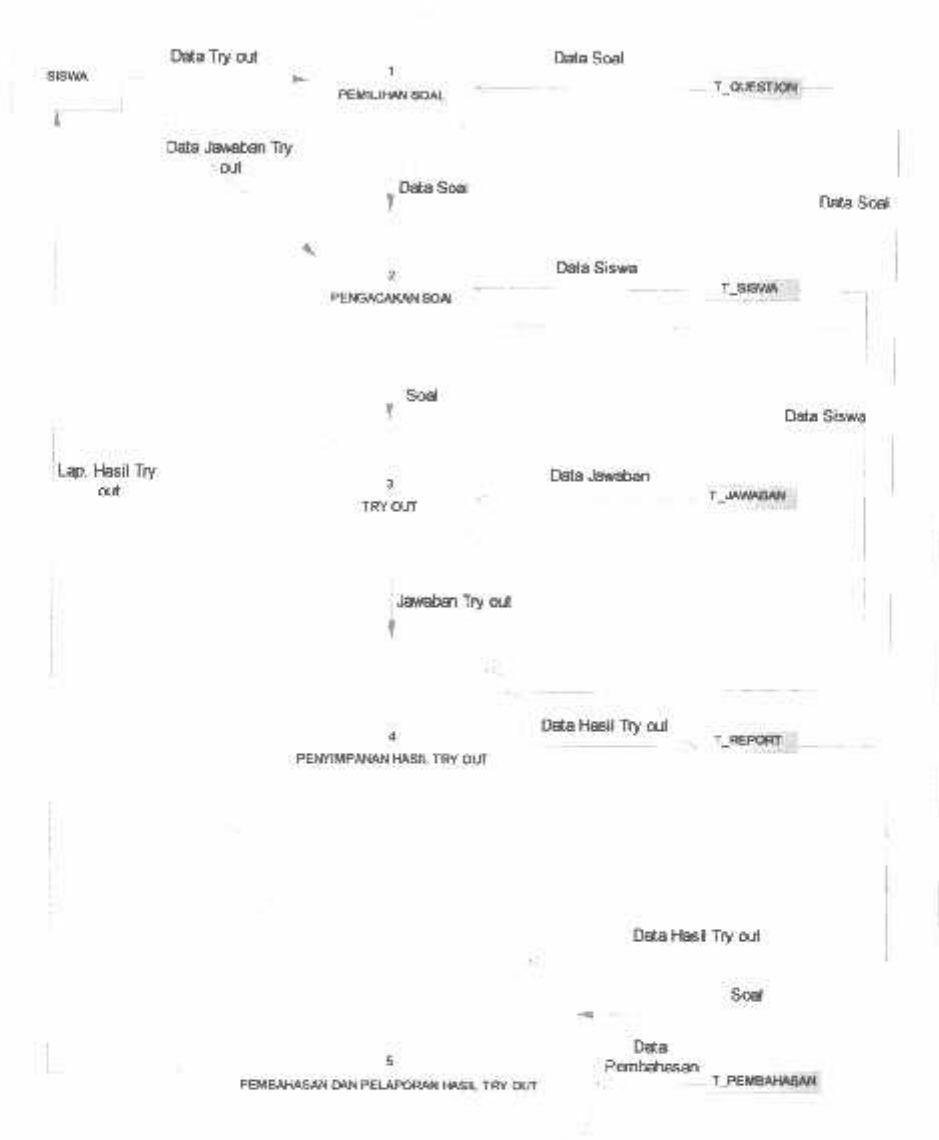 Data Try out
Data Soal
SISWA
1
PEMILIHAN SOAL
T_QUESTION
Data Jawaban Try
out
Data Soal
Data Soal
2
PENGACAKAN SOAL
Data Siswa
T_SISWA
Soal
Data Siswa
Lap. Hasil Try
out
3
TRY OUT
Data Jawaban
T_JAWABAN
Jawaban Try out
Data Hasil Try out
4
PENYIMPANAN HASIL TRY OUT
T_REPORT
Data Hasil Try out
Soal
Data
Pembahasan
5
PEMBAHASAN DAN PELAPORAN HASIL TRY OUT
T_PEMBAHASAN